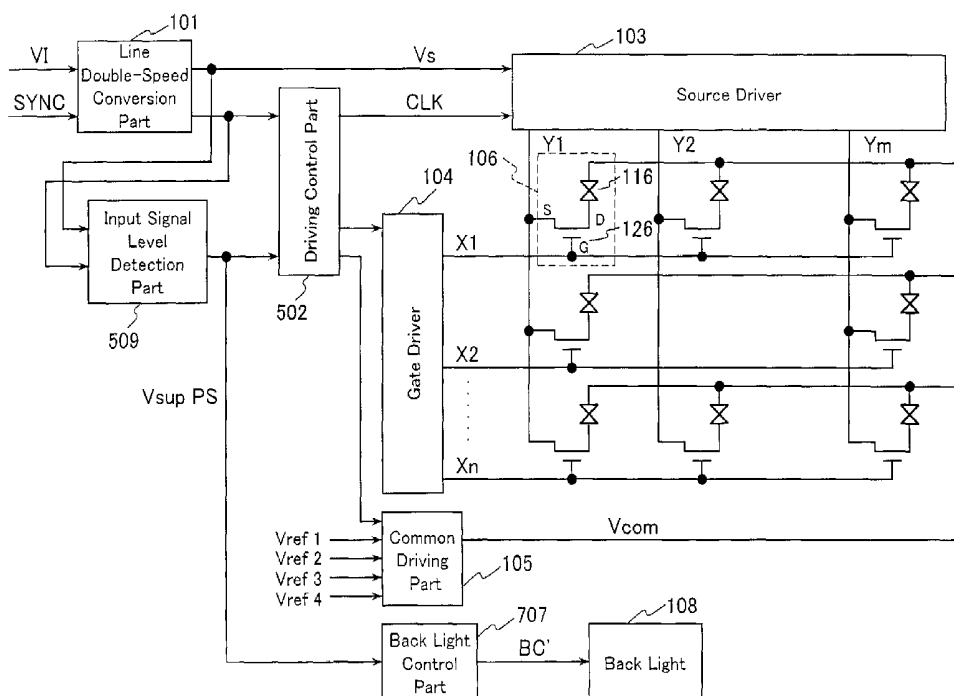 101
VI
SYNC
Line
Double-Speed
Conversion
Part
Vs
103
Source Driver
Driving Control Part
502
CLK
Y1
Y2
Ym
106
116
S
D
G
126
104
Gate Driver
X1
X2
Xn
Input Signal
Level
Detection
Part
509
Vsup PS
Vref 1
Vref 2
Vref 3
Vref 4
Common
Driving
Part
105
Vcom
707
Back Light
Control
Part
BC'
108
Back Light